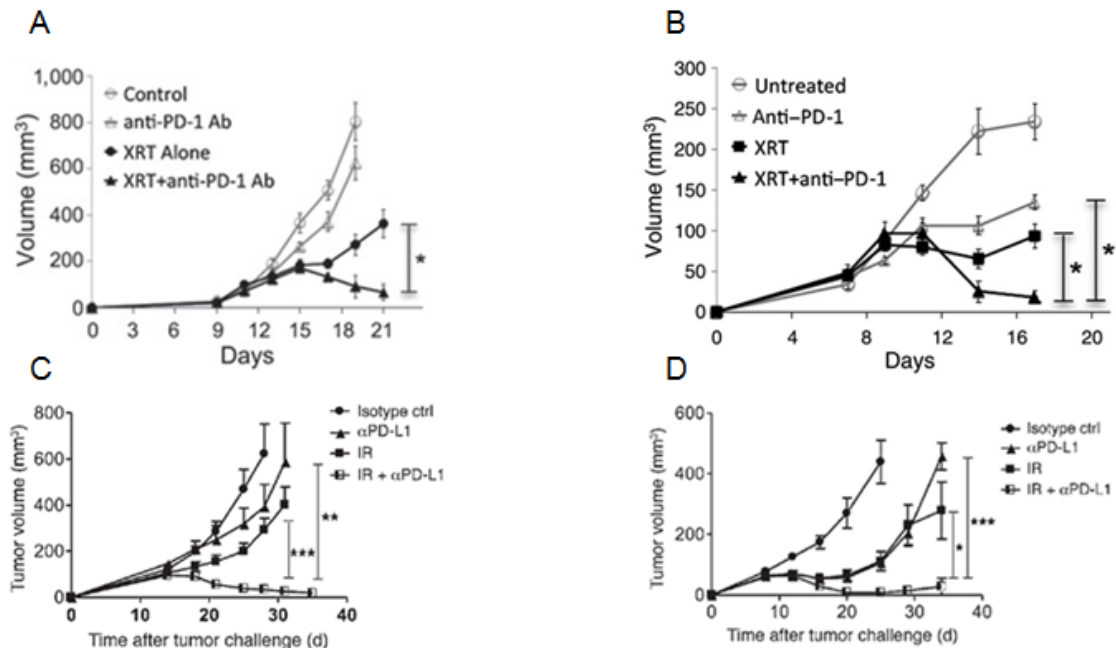 A
1,000
800
600
400
200
0
Volume (mm³)
Control
anti-PD-1 Ab
XRT Alone
XRT+anti-PD-1 Ab
*
0 3 6 9 12 15 18 21
Days
B
300
250
200
150
100
50
0
Volume (mm³)
Untreated
Anti–PD-1
XRT
XRT+anti–PD-1
* *
0 4 8 12 16 20
Days
C
800
600
400
200
0
Tumor volume (mm³)
Isotype ctrl
αPD-L1
IR
IR + αPD-L1
**
***
0 10 20 30 40
Time after tumor challenge (d)
D
600
400
200
0
Tumor volume (mm³)
Isotype ctrl
αPD-L1
IR
IR + αPD-L1
***
*
0 10 20 30 40
Time after tumor challenge (d)